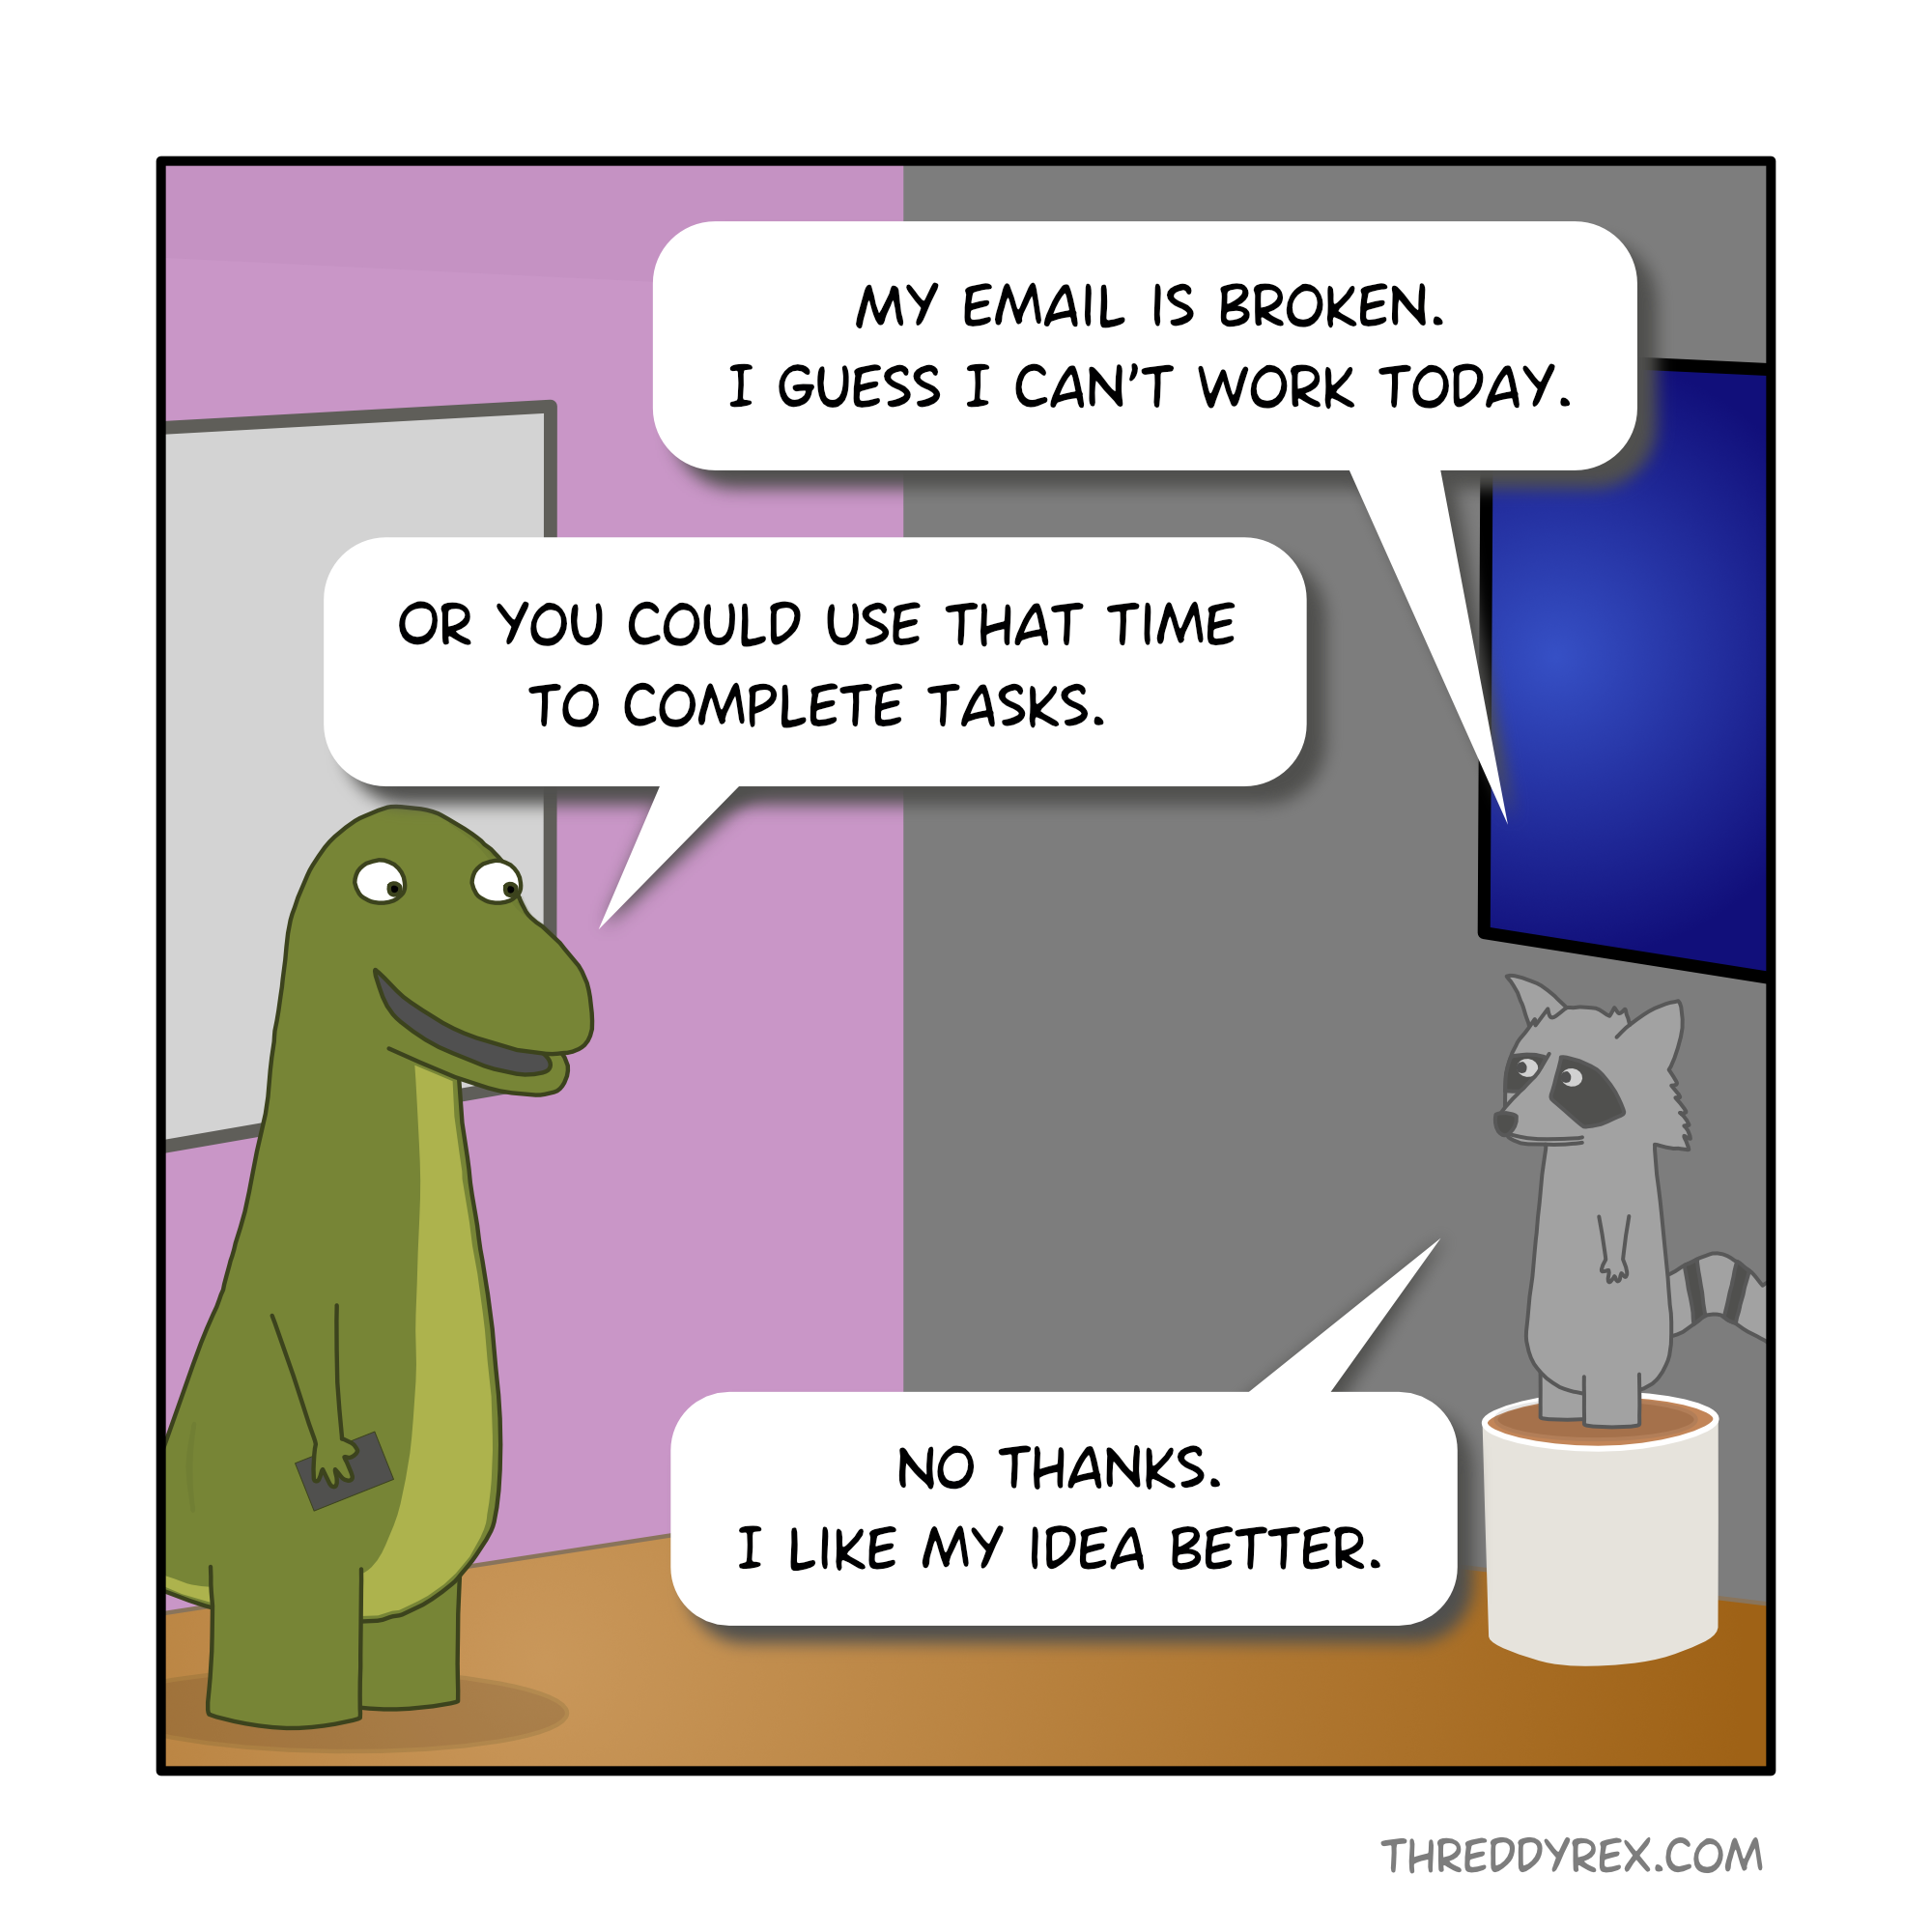 MY EMAIL IS BROKEN.
I GUESS I CAN'T WORK TODAY.
OR YOU COULD USE THAT TIME
TO COMPLETE TASKS.
NO THANKS.
I LIKE MY IDEA BETTER.
THREDDYREX.COM